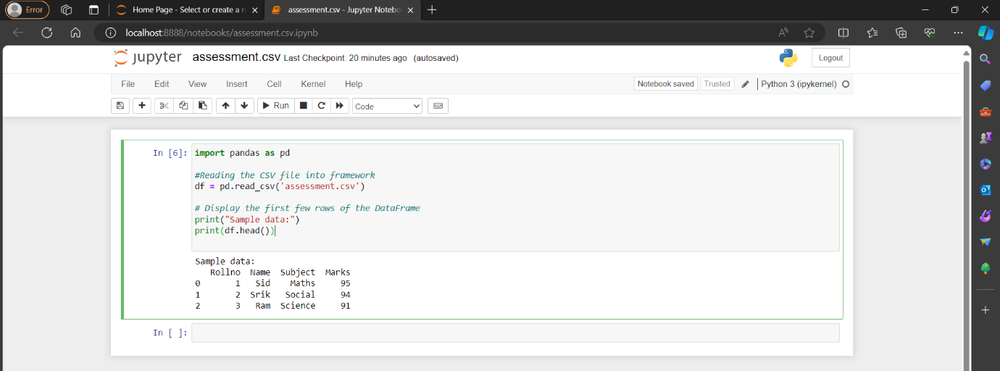 Error
Home Page - Select or create a n
assessment.csv - Jupyter Notebo
localhost:8888/notebooks/assessment.csv.ipynb
jupyter assessment.csv Last Checkpoint: 20 minutes ago (autosaved)
Logout
File Edit View Insert Cell Kernel Help
Notebook saved Trusted Python 3 (ipykernel)
Run Code
In [6]: import pandas as pd
#Reading the CSV file into framework
df = pd.read_csv('assessment.csv')
# Display the first few rows of the DataFrame
print("Sample data:")
print(df.head())
Sample data:
Rollno Name Subject Marks
0 1 Sid Maths 95
1 2 Srik Social 94
2 3 Ram Science 91
In [ ]: